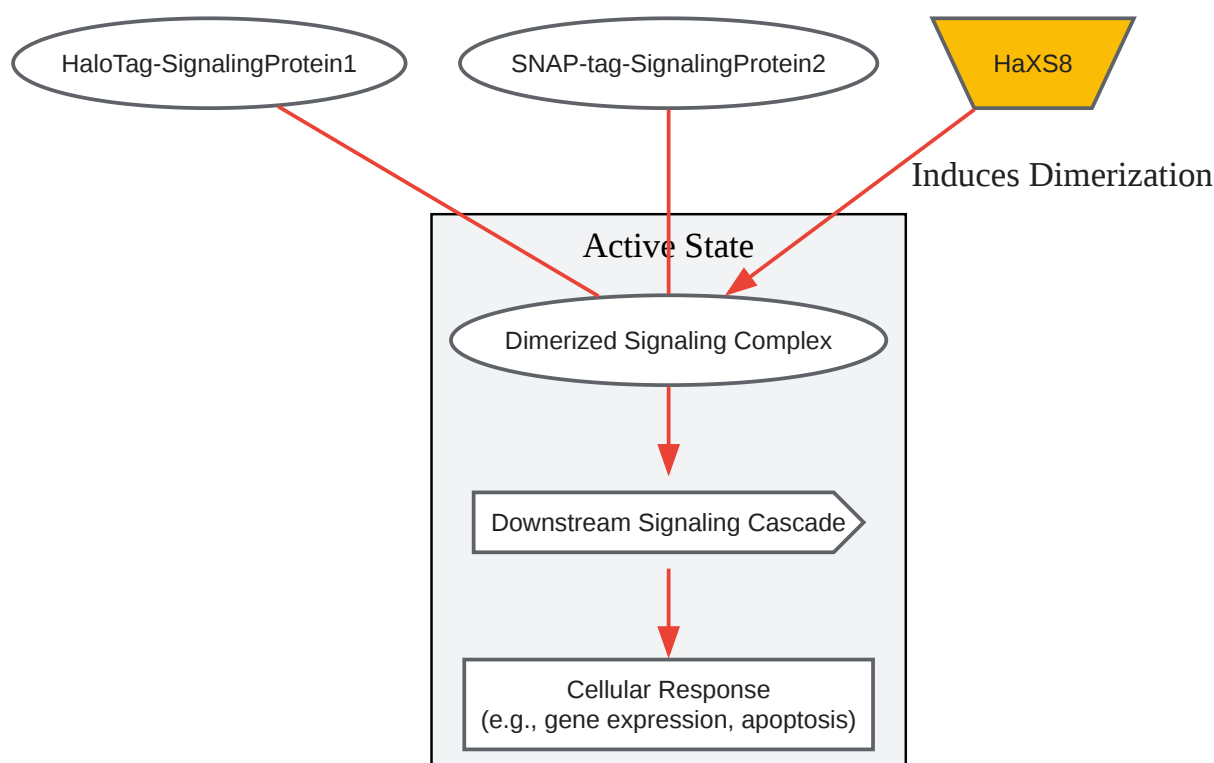 HaloTag-SignalingProtein1
SNAP-tag-SignalingProtein2
HaXS8
Induces Dimerization
Active State
Dimerized Signaling Complex
Downstream Signaling Cascade
Cellular Response
(e.g., gene expression, apoptosis)